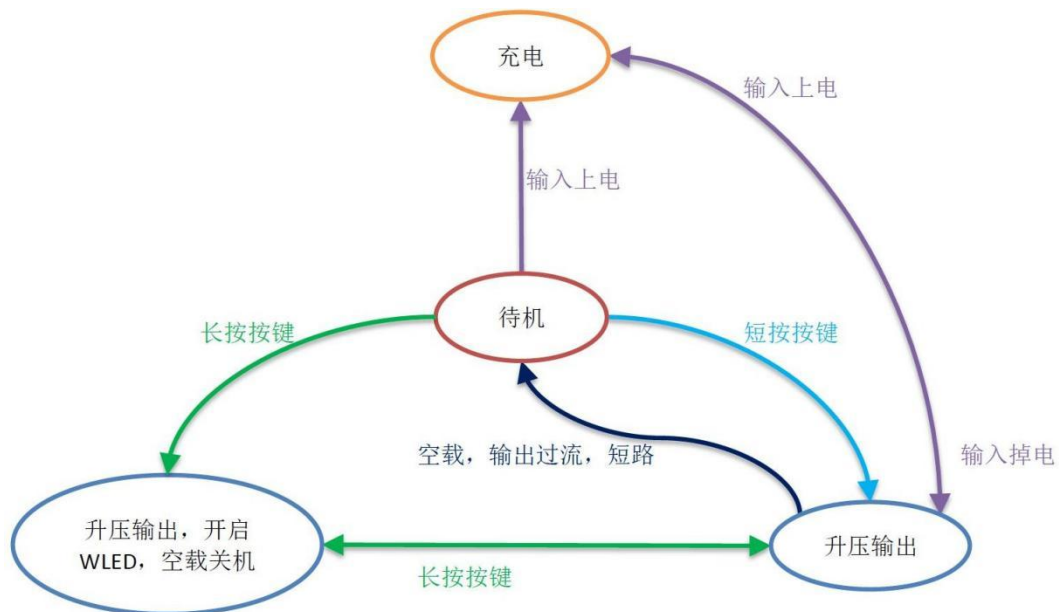 充电
输入上电
输入上电
待机
长按按键
短按按键
空载，输出过流，短路
输入掉电
升压输出，开启
WLED，空载关机
升压输出
长按按键